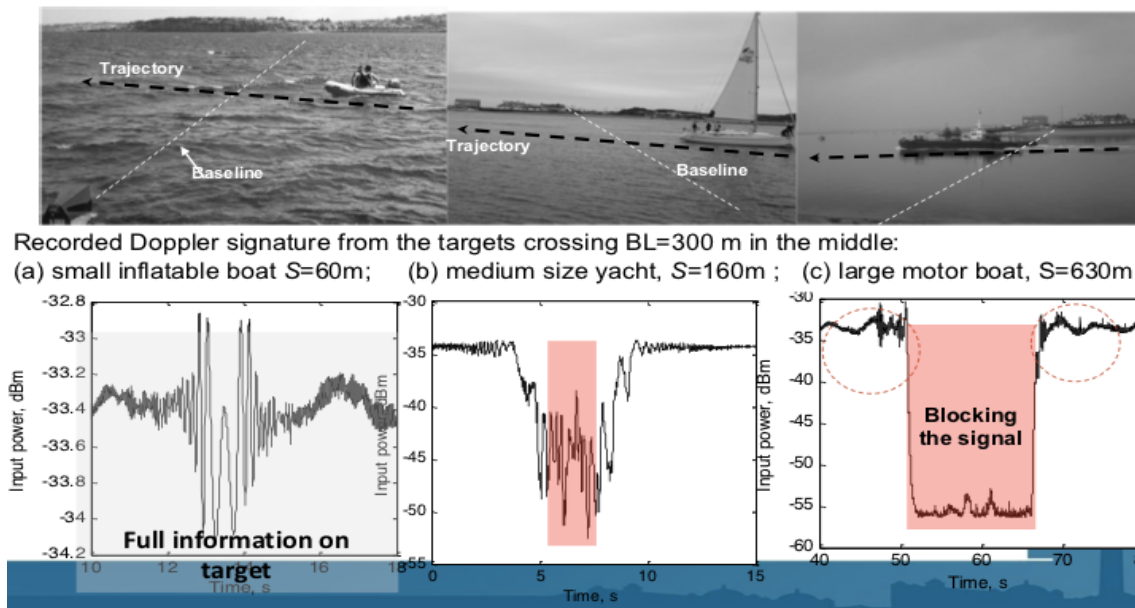 Trajectory
Baseline
Trajectory
Baseline
Recorded Doppler signature from the targets crossing BL=300 m in the middle:
(a) small inflatable boat S=60m; (b) medium size yacht, S=160m ; (c) large motor boat, S=630m
-32.8
-33
-33.2
-33.4
-33.6
-33.8
-34
-34.2
Input power, dBm
10 12 14 16 18
Time, s
Full information on
target
-30
-35
-40
-45
-50
-55
Input power, dBm
0 5 10 15
Time, s
-30
-35
-40
-45
-50
-55
-60
Input power, dBm
40 50 60 70
Time, s
Blocking
the signal